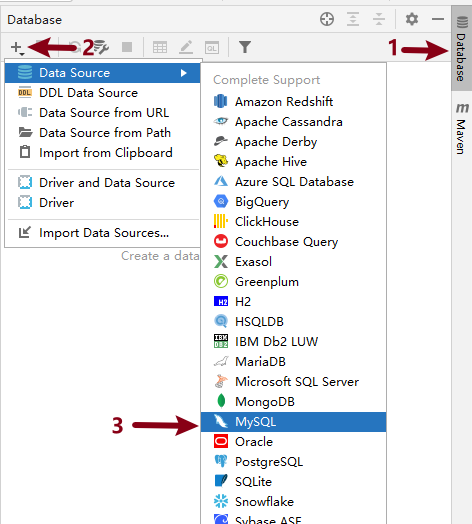 Database
1
Database
Maven
2
Data Source
DDL Data Source
Data Source from URL
Data Source from Path
Import from Clipboard
Driver and Data Source
Driver
Import Data Sources...
Create a data
Complete Support
Amazon Redshift
Apache Cassandra
Apache Derby
Apache Hive
Azure SQL Database
BigQuery
ClickHouse
Couchbase Query
Exasol
Greenplum
H2
HSQLDB
IBM Db2 LUW
MariaDB
Microsoft SQL Server
MongoDB
3
MySQL
Oracle
PostgreSQL
SQLite
Snowflake
Sybase ASE